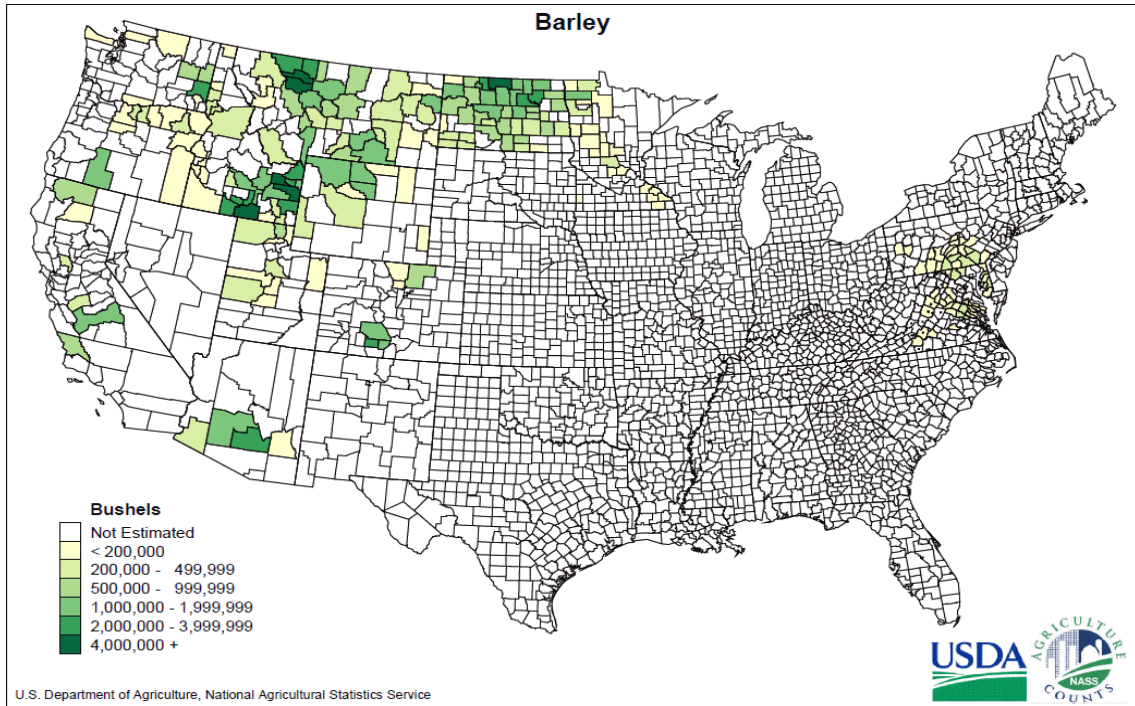 Barley
Bushels
Not Estimated
< 200,000
200,000 - 499,999
500,000 - 999,999
1,000,000 - 1,999,999
2,000,000 - 3,999,999
4,000,000 +
U.S. Department of Agriculture, National Agricultural Statistics Service
USDA
AGRICULTURE
NASS
COUNTS